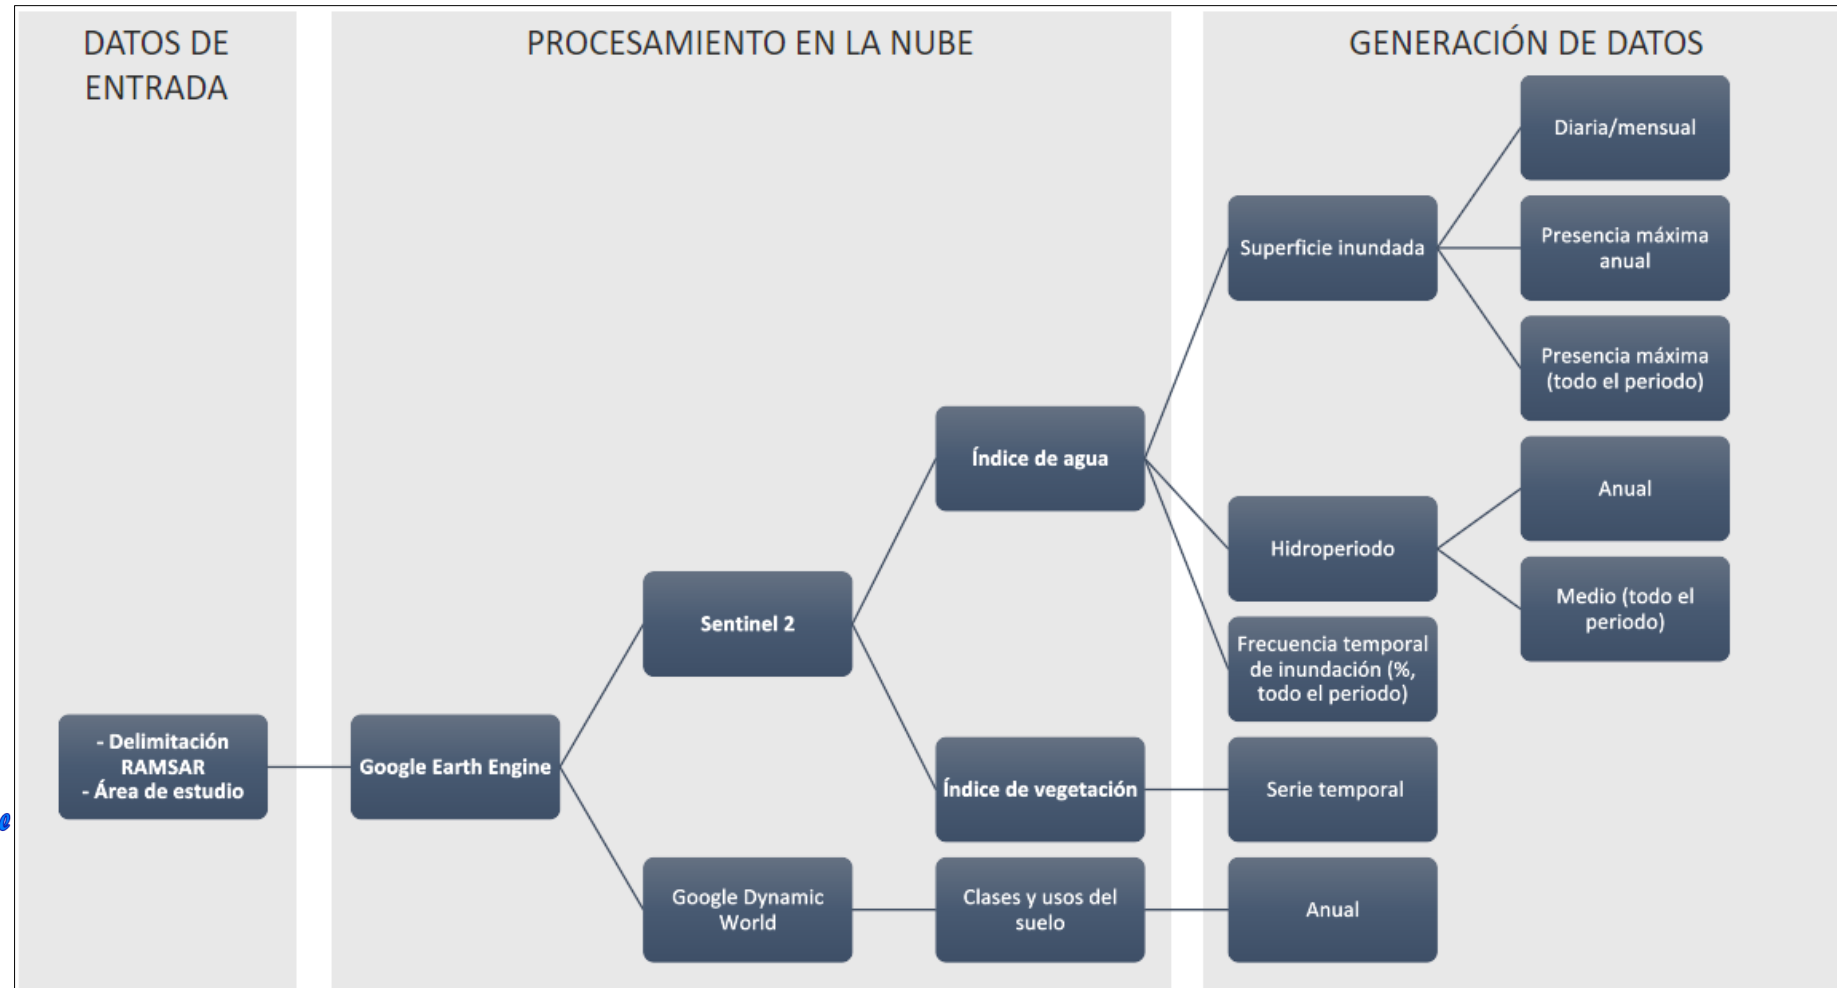 DATOS DE
ENTRADA
PROCESAMIENTO EN LA NUBE
GENERACIÓN DE DATOS
- Delimitación
RAMSAR
- Área de estudio
Google Earth Engine
Sentinel 2
Google Dynamic
World
Índice de agua
Índice de vegetación
Clases y usos del
suelo
Superficie inundada
Hidroperiodo
Frecuencia temporal
de inundación (%,
todo el periodo)
Serie temporal
Anual
Diaria/mensual
Presencia máxima
anual
Presencia máxima
(todo el periodo)
Anual
Medio (todo el
periodo)